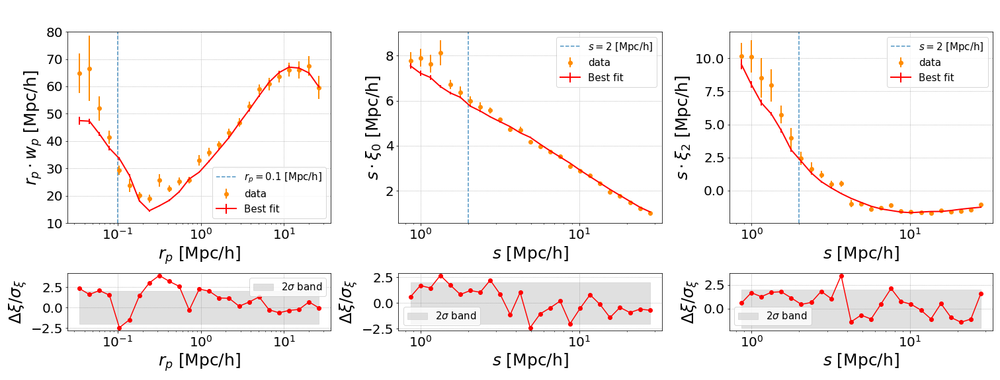 80
70
60
50
40
30
20
10
r_p · w_p [Mpc/h]
r_p = 0.1 [Mpc/h]
data
Best fit
10^{-1} 10^0 10^1
r_p [Mpc/h]
8
6
4
2
s · ξ_0 [Mpc/h]
s = 2 [Mpc/h]
data
Best fit
10^0 10^1
s [Mpc/h]
10.0
7.5
5.0
2.5
0.0
s · ξ_2 [Mpc/h]
s = 2 [Mpc/h]
data
Best fit
10^0 10^1
s [Mpc/h]
2.5
0.0
−2.5
Δξ/σ_ξ
2σ band
10^{-1} 10^0 10^1
r_p [Mpc/h]
2.5
0.0
−2.5
Δξ/σ_ξ
2σ band
10^0 10^1
s [Mpc/h]
2.5
0.0
Δξ/σ_ξ
2σ band
10^0 10^1
s [Mpc/h]